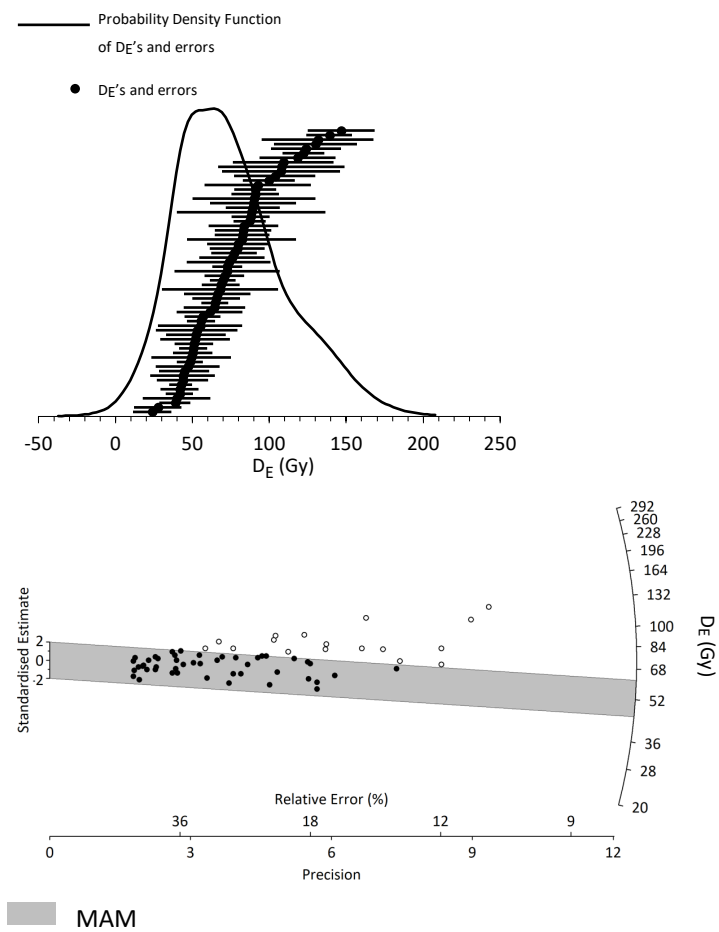 Probability Density Function
of DE's and errors
DE's and errors
-50 0 50 100 150 200 250
DE (Gy)
292
260
228
196
164
132
100
84
68
52
36
28
20
DE (Gy)
Standardised Estimate
2
0
-2
Relative Error (%)
36 18 12 9
0 3 6 9 12
Precision
MAM